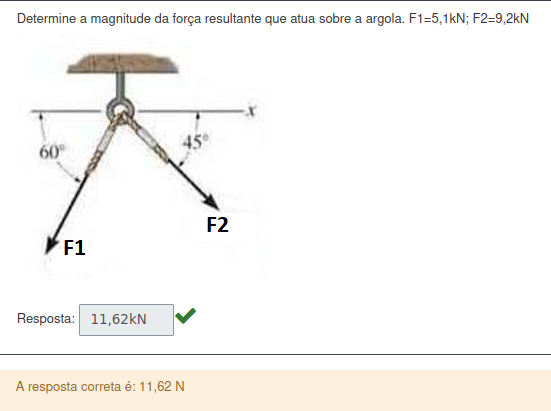 Determine a magnitude da força resultante que atua sobre a argola. F1=5,1kN; F2=9,2kN
x
60°
45°
F2
F1
Resposta: 11,62kN
A resposta correta é: 11,62 N